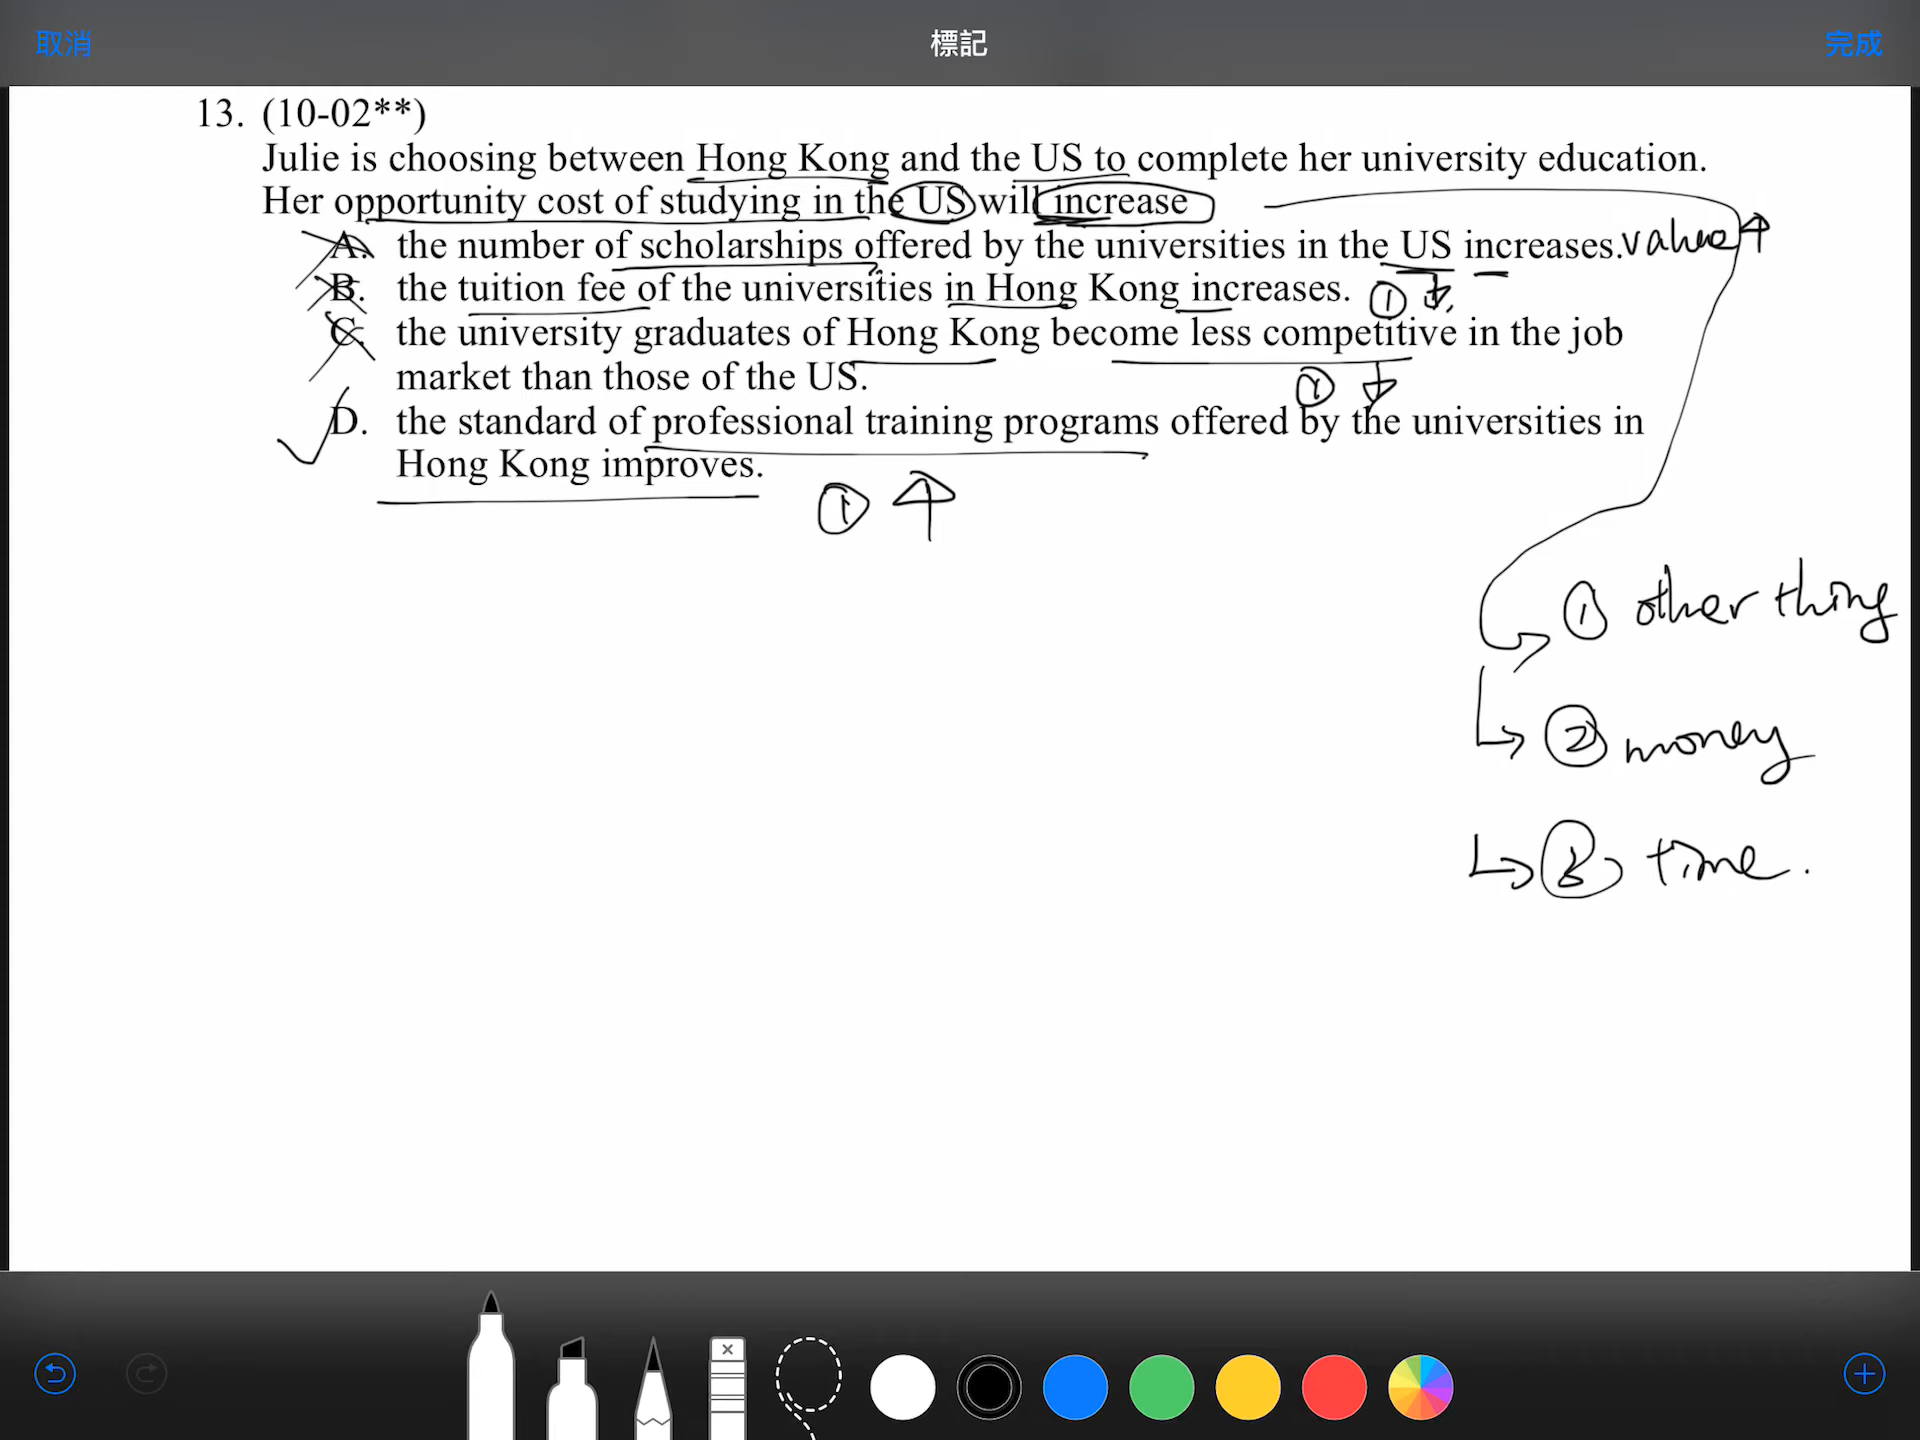 取消
標記
完成
13. (10-02**)
Julie is choosing between Hong Kong and the US to complete her university education.
Her opportunity cost of studying in the US will increase
A. the number of scholarships offered by the universities in the US increases. value ↑
B. the tuition fee of the universities in Hong Kong increases. ① ↓
C. the university graduates of Hong Kong become less competitive in the job
market than those of the US. ① ↓
D. the standard of professional training programs offered by the universities in
Hong Kong improves.
① ↑
① other thing
② money
③ time.